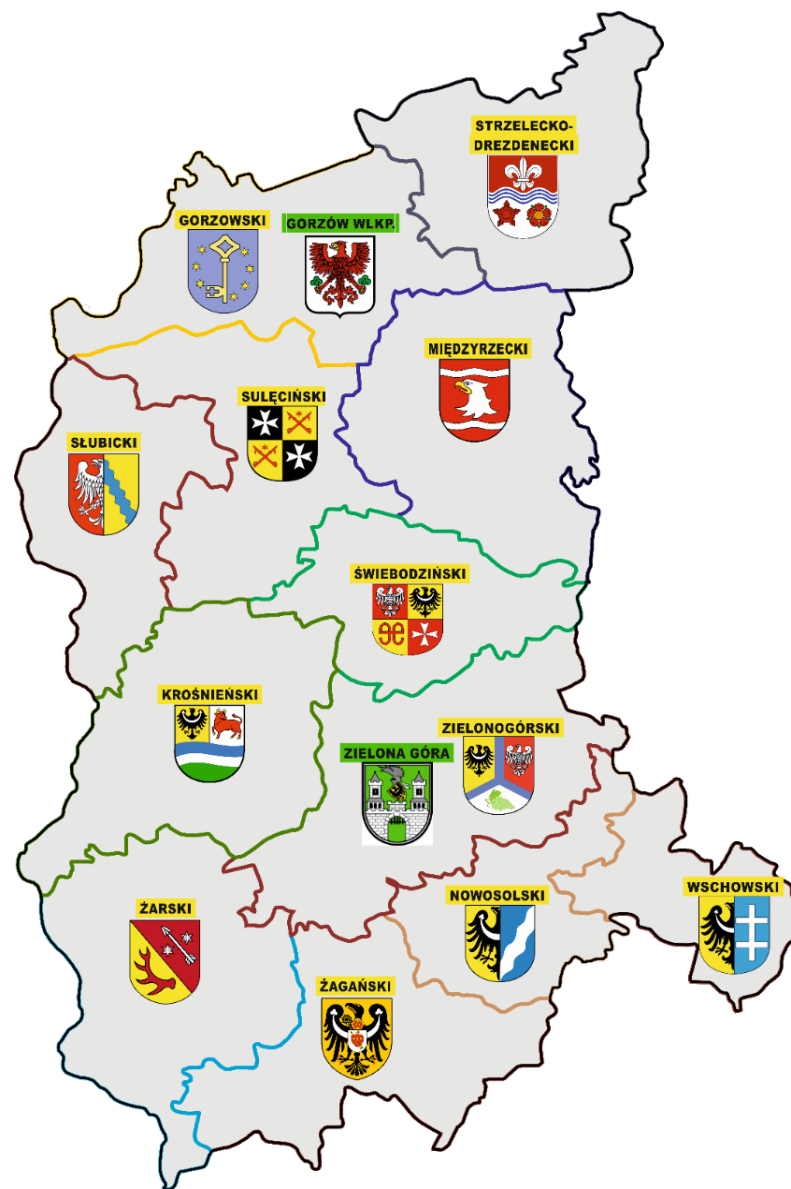 STRZELECKO-
DREZDENECKI
GORZOWSKI
GORZÓW WLKP.
MIĘDZYRZECKI
SULĘCIŃSKI
SŁUBICKI
ŚWIEBODZIŃSKI
KROŚNIEŃSKI
ZIELONOGÓRSKI
ZIELONA GÓRA
NOWOSOLSKI
WSCHOWSKI
ŻARSKI
ŻAGAŃSKI